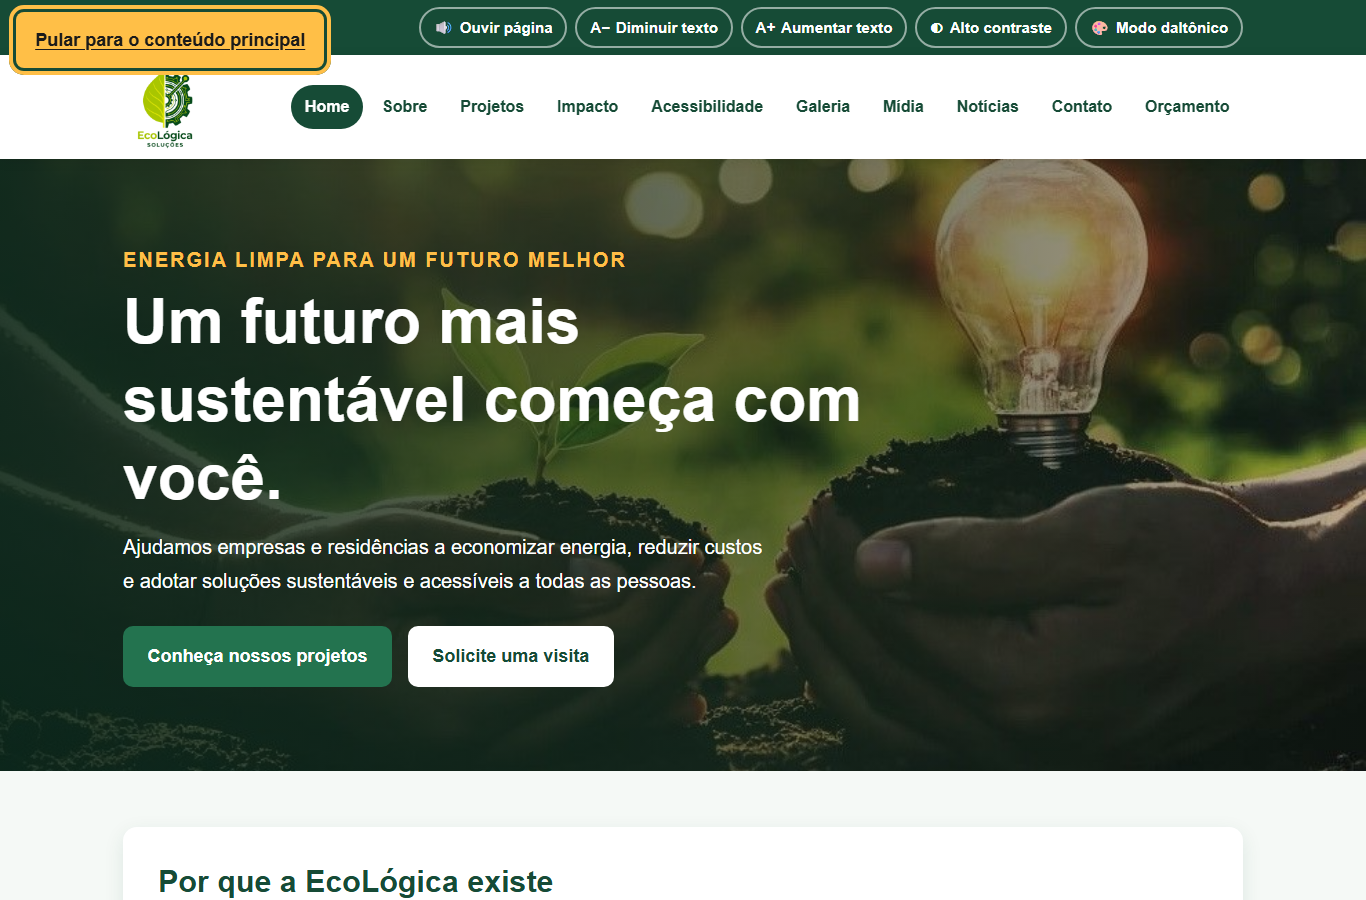 Pular para o conteúdo principal
Ouvir página
A− Diminuir texto
A+ Aumentar texto
Alto contraste
Modo daltônico
EcoLógica
SOLUÇÕES
Home
Sobre
Projetos
Impacto
Acessibilidade
Galeria
Mídia
Notícias
Contato
Orçamento
ENERGIA LIMPA PARA UM FUTURO MELHOR
Um futuro mais
sustentável começa com
você.
Ajudamos empresas e residências a economizar energia, reduzir custos
e adotar soluções sustentáveis e acessíveis a todas as pessoas.
Conheça nossos projetos
Solicite uma visita
Por que a EcoLógica existe